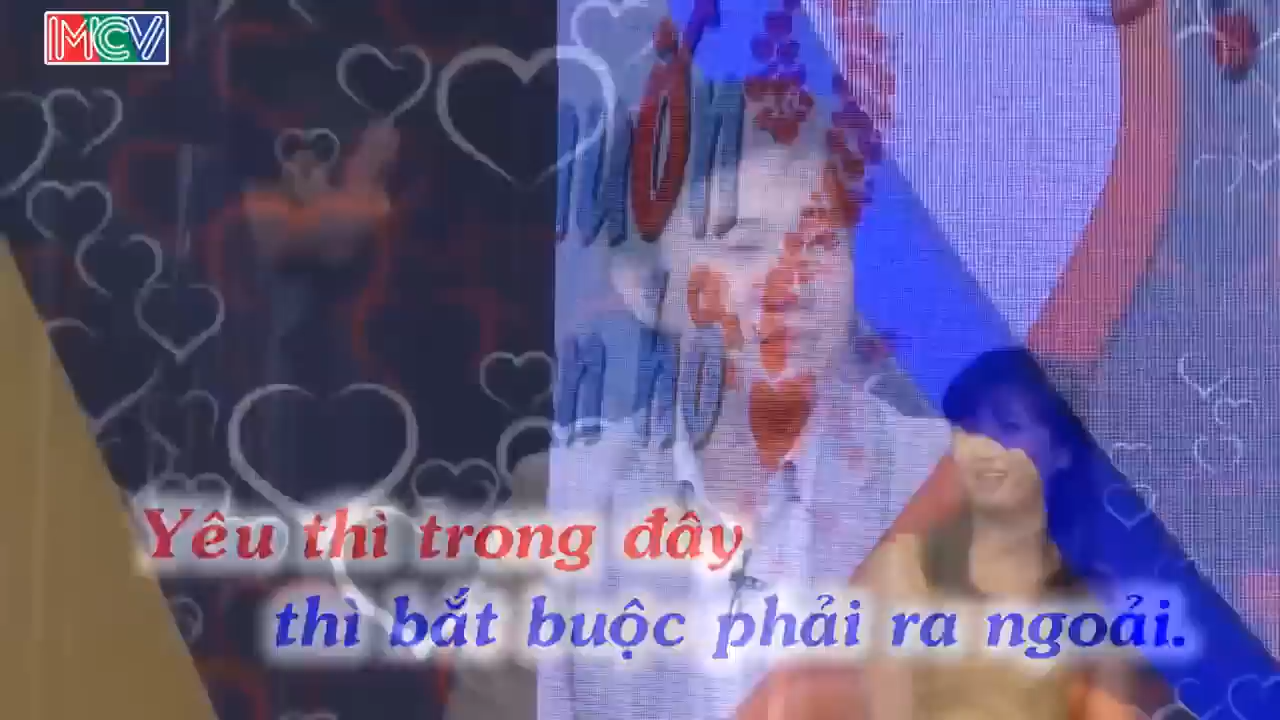 MCV
Yêu thì trong đây
thì bắt buộc phải ra ngoải.